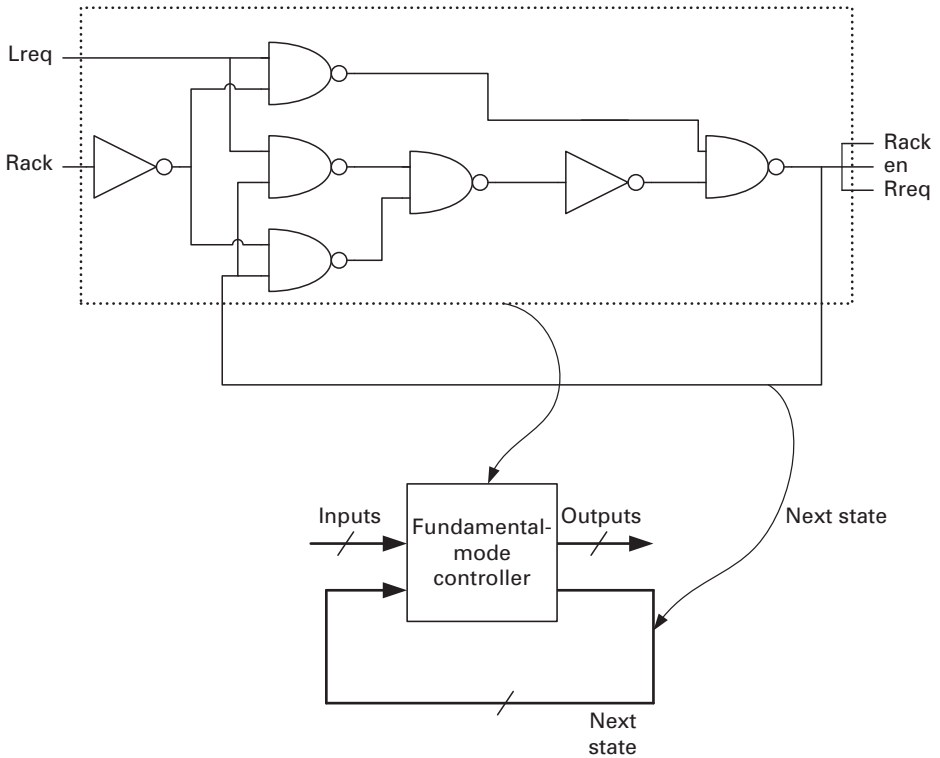 Lreq
Rack
Rack
en
Rreq
Inputs
Fundamental-
mode
controller
Outputs
Next state
Next
state